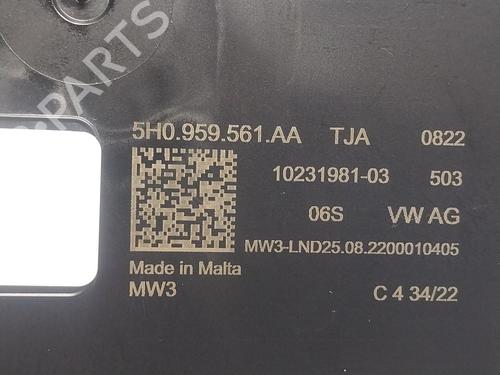 PARTS
5H0.959.561.AA TJA 0822
10231981-03 503
06S VW AG
MW3-LND25.08.2200010405
Made in Malta
MW3 C 4 34/22